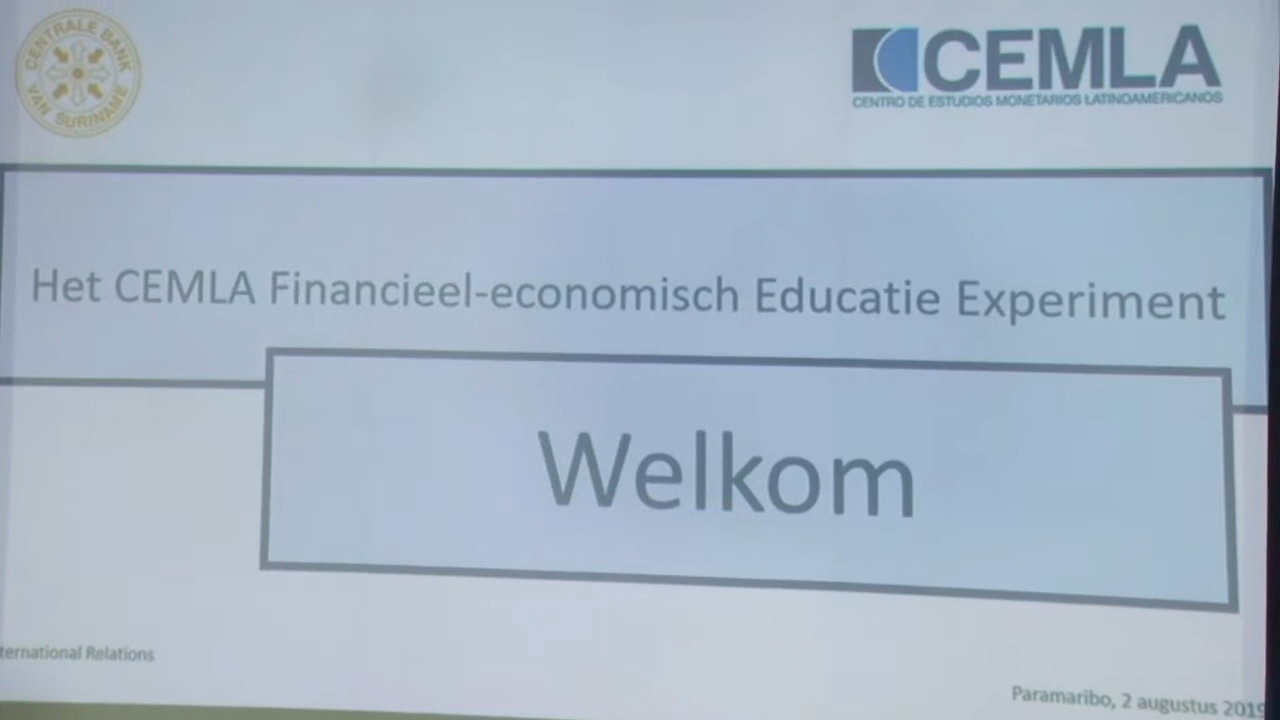 CENTRALE BANK VAN SURINAME
CEMLA
CENTRO DE ESTUDIOS MONETARIOS LATINOAMERICANOS
Het CEMLA Financieel-economisch Educatie Experiment
Welkom
ternational Relations
Paramaribo, 2 augustus 2019